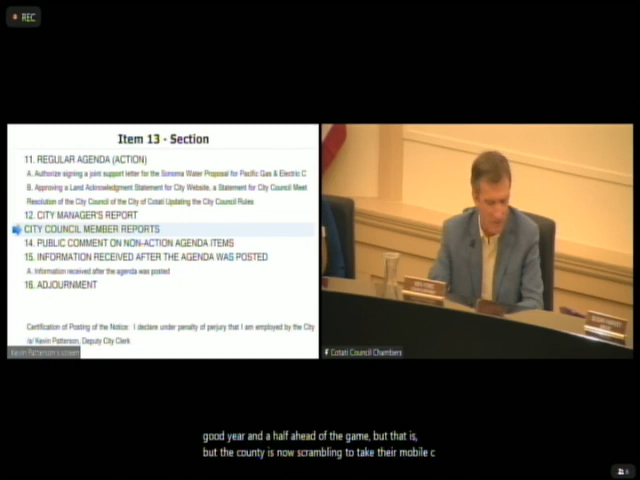 REC
Item 13 - Section
11. REGULAR AGENDA (ACTION)
A. Authorize signing a joint support letter for the Sonoma Water Proposal for Pacific Gas & Electric C
B. Approving a Land Acknowledgment Statement for City Website, a Statement for City Council Meet
Resolution of the City Council of the City of Cotati Updating the City Council Rules
12. CITY MANAGER'S REPORT
CITY COUNCIL MEMBER REPORTS
14. PUBLIC COMMENT ON NON-ACTION AGENDA ITEMS
15. INFORMATION RECEIVED AFTER THE AGENDA WAS POSTED
A. Information received after the agenda was posted
16. ADJOURNMENT
Certification of Posting of the Notice: I declare under penalty of perjury that I am employed by the City
/s/ Kevin Patterson, Deputy City Clerk
Kevin Patterson's screen
Cotati Council Chambers
good year and a half ahead of the game, but that is,
but the county is now scrambling to take their mobile c